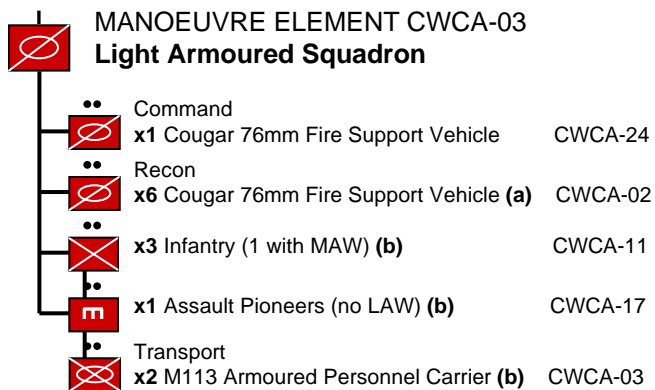 MANOEUVRE ELEMENT CWCA-03
Light Armoured Squadron
Command
x1 Cougar 76mm Fire Support Vehicle CWCA-24
Recon
x6 Cougar 76mm Fire Support Vehicle (a) CWCA-02
x3 Infantry (1 with MAW) (b) CWCA-11
E x1 Assault Pioneers (no LAW) (b) CWCA-17
Transport
x2 M113 Armoured Personnel Carrier (b) CWCA-03